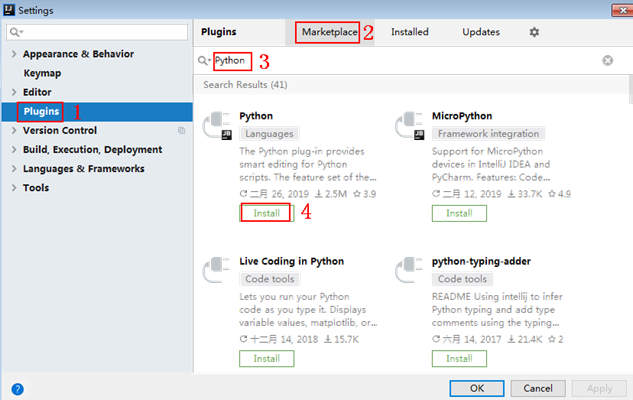 Settings
Appearance & Behavior
Keymap
Editor
Plugins 1
Version Control
Build, Execution, Deployment
Languages & Frameworks
Tools
Plugins
Marketplace 2
Installed
Updates
Python 3
Search Results (41)
Python
Languages
The Python plug-in provides
smart editing for Python
scripts. The feature set of the...
二月 26, 2019 2.5M 3.9
Install 4
MicroPython
Framework integration
Support for MicroPython
devices in IntelliJ IDEA and
PyCharm. Features: Code...
二月 12, 2019 33.7K 4.9
Install
Live Coding in Python
Code tools
Lets you run your Python
code as you type it. Displays
variable values, matplotlib, or...
十二月 14, 2018 15.7K
Install
python-typing-adder
Code tools
README Using intellij to infer
Python typing and add type
comments using the typing...
六月 14, 2017 21.4K 2
Install
?
OK
Cancel
Apply